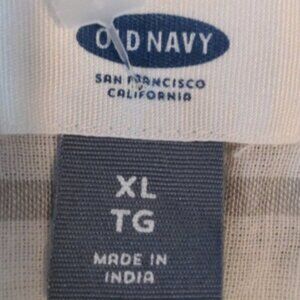 OLD NAVY
SAN FRANCISCO
CALIFORNIA
XL
TG
MADE IN
INDIA